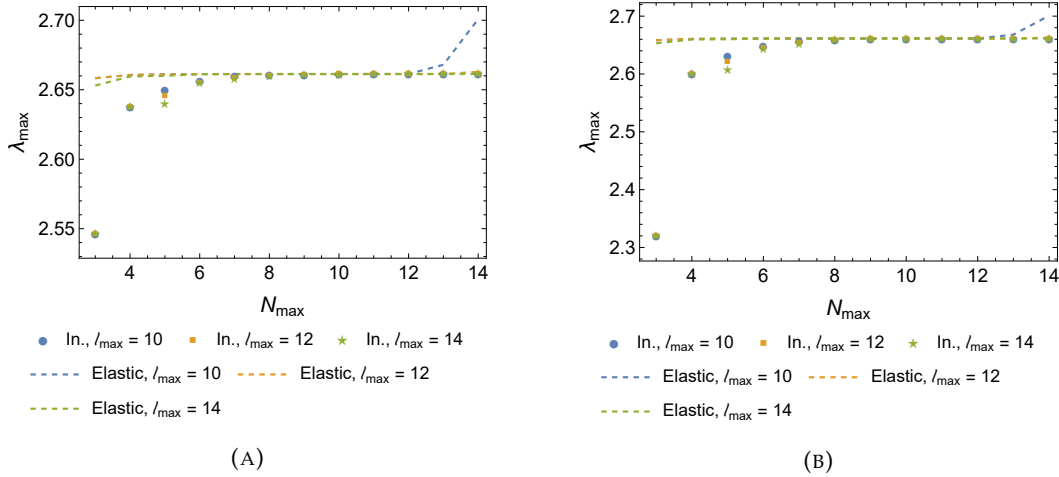 2.70
2.65
2.60
2.55
λmax
4 6 8 10 12 14
Nmax
In., lmax = 10 In., lmax = 12 In., lmax = 14
Elastic, lmax = 10 Elastic, lmax = 12
Elastic, lmax = 14
(A)
2.7
2.6
2.5
2.4
2.3
λmax
4 6 8 10 12 14
Nmax
In., lmax = 10 In., lmax = 12 In., lmax = 14
Elastic, lmax = 10 Elastic, lmax = 12
Elastic, lmax = 14
(B)